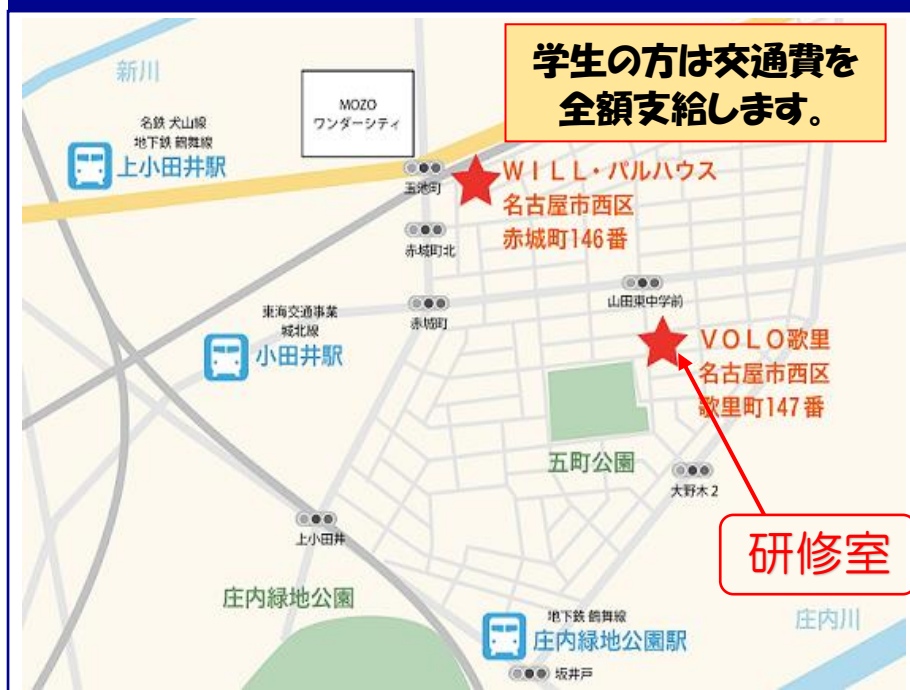 学生の方は交通費を
全額支給します。
新川
MOZO
ワンダーシティ
名鉄 犬山線
地下鉄 鶴舞線
上小田井駅
玉池町
WILL・パルハウス
名古屋市西区
赤城町146番
赤城町北
山田東中学前
東海交通事業
城北線
小田井駅
赤城町
VOLO歌里
名古屋市西区
歌里町147番
五町公園
大野木2
上小田井
研修室
庄内緑地公園
地下鉄 鶴舞線
庄内緑地公園駅
庄内川
坂井戸